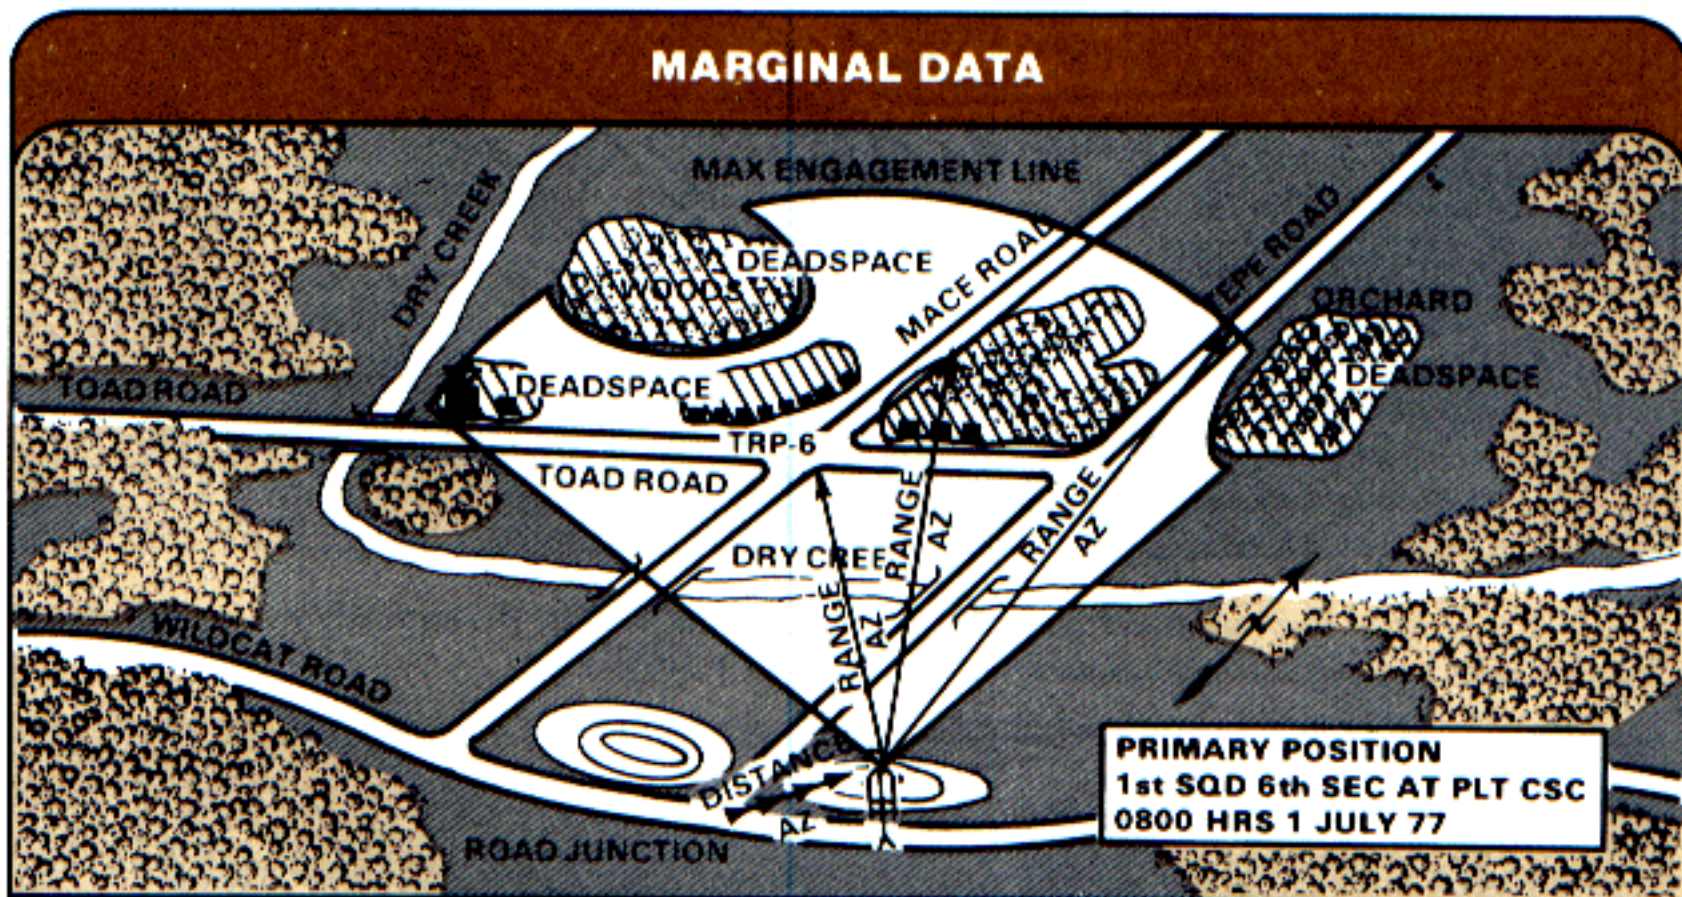 MARGINAL DATA
MAX ENGAGEMENT LINE
DRY CREEK
DEADSPACE
WOODS
MACE ROAD
TEPE ROAD
ORCHARD
DEADSPACE
TOAD ROAD
DEADSPACE
TRP-6
TOAD ROAD
RANGE
AZ
RANGE
AZ
DRY CREE
RANGE
AZ
WILDCAT ROAD
DISTANCE
AZ
ROAD JUNCTION
PRIMARY POSITION
1st SQD 6th SEC AT PLT CSC
0800 HRS 1 JULY 77